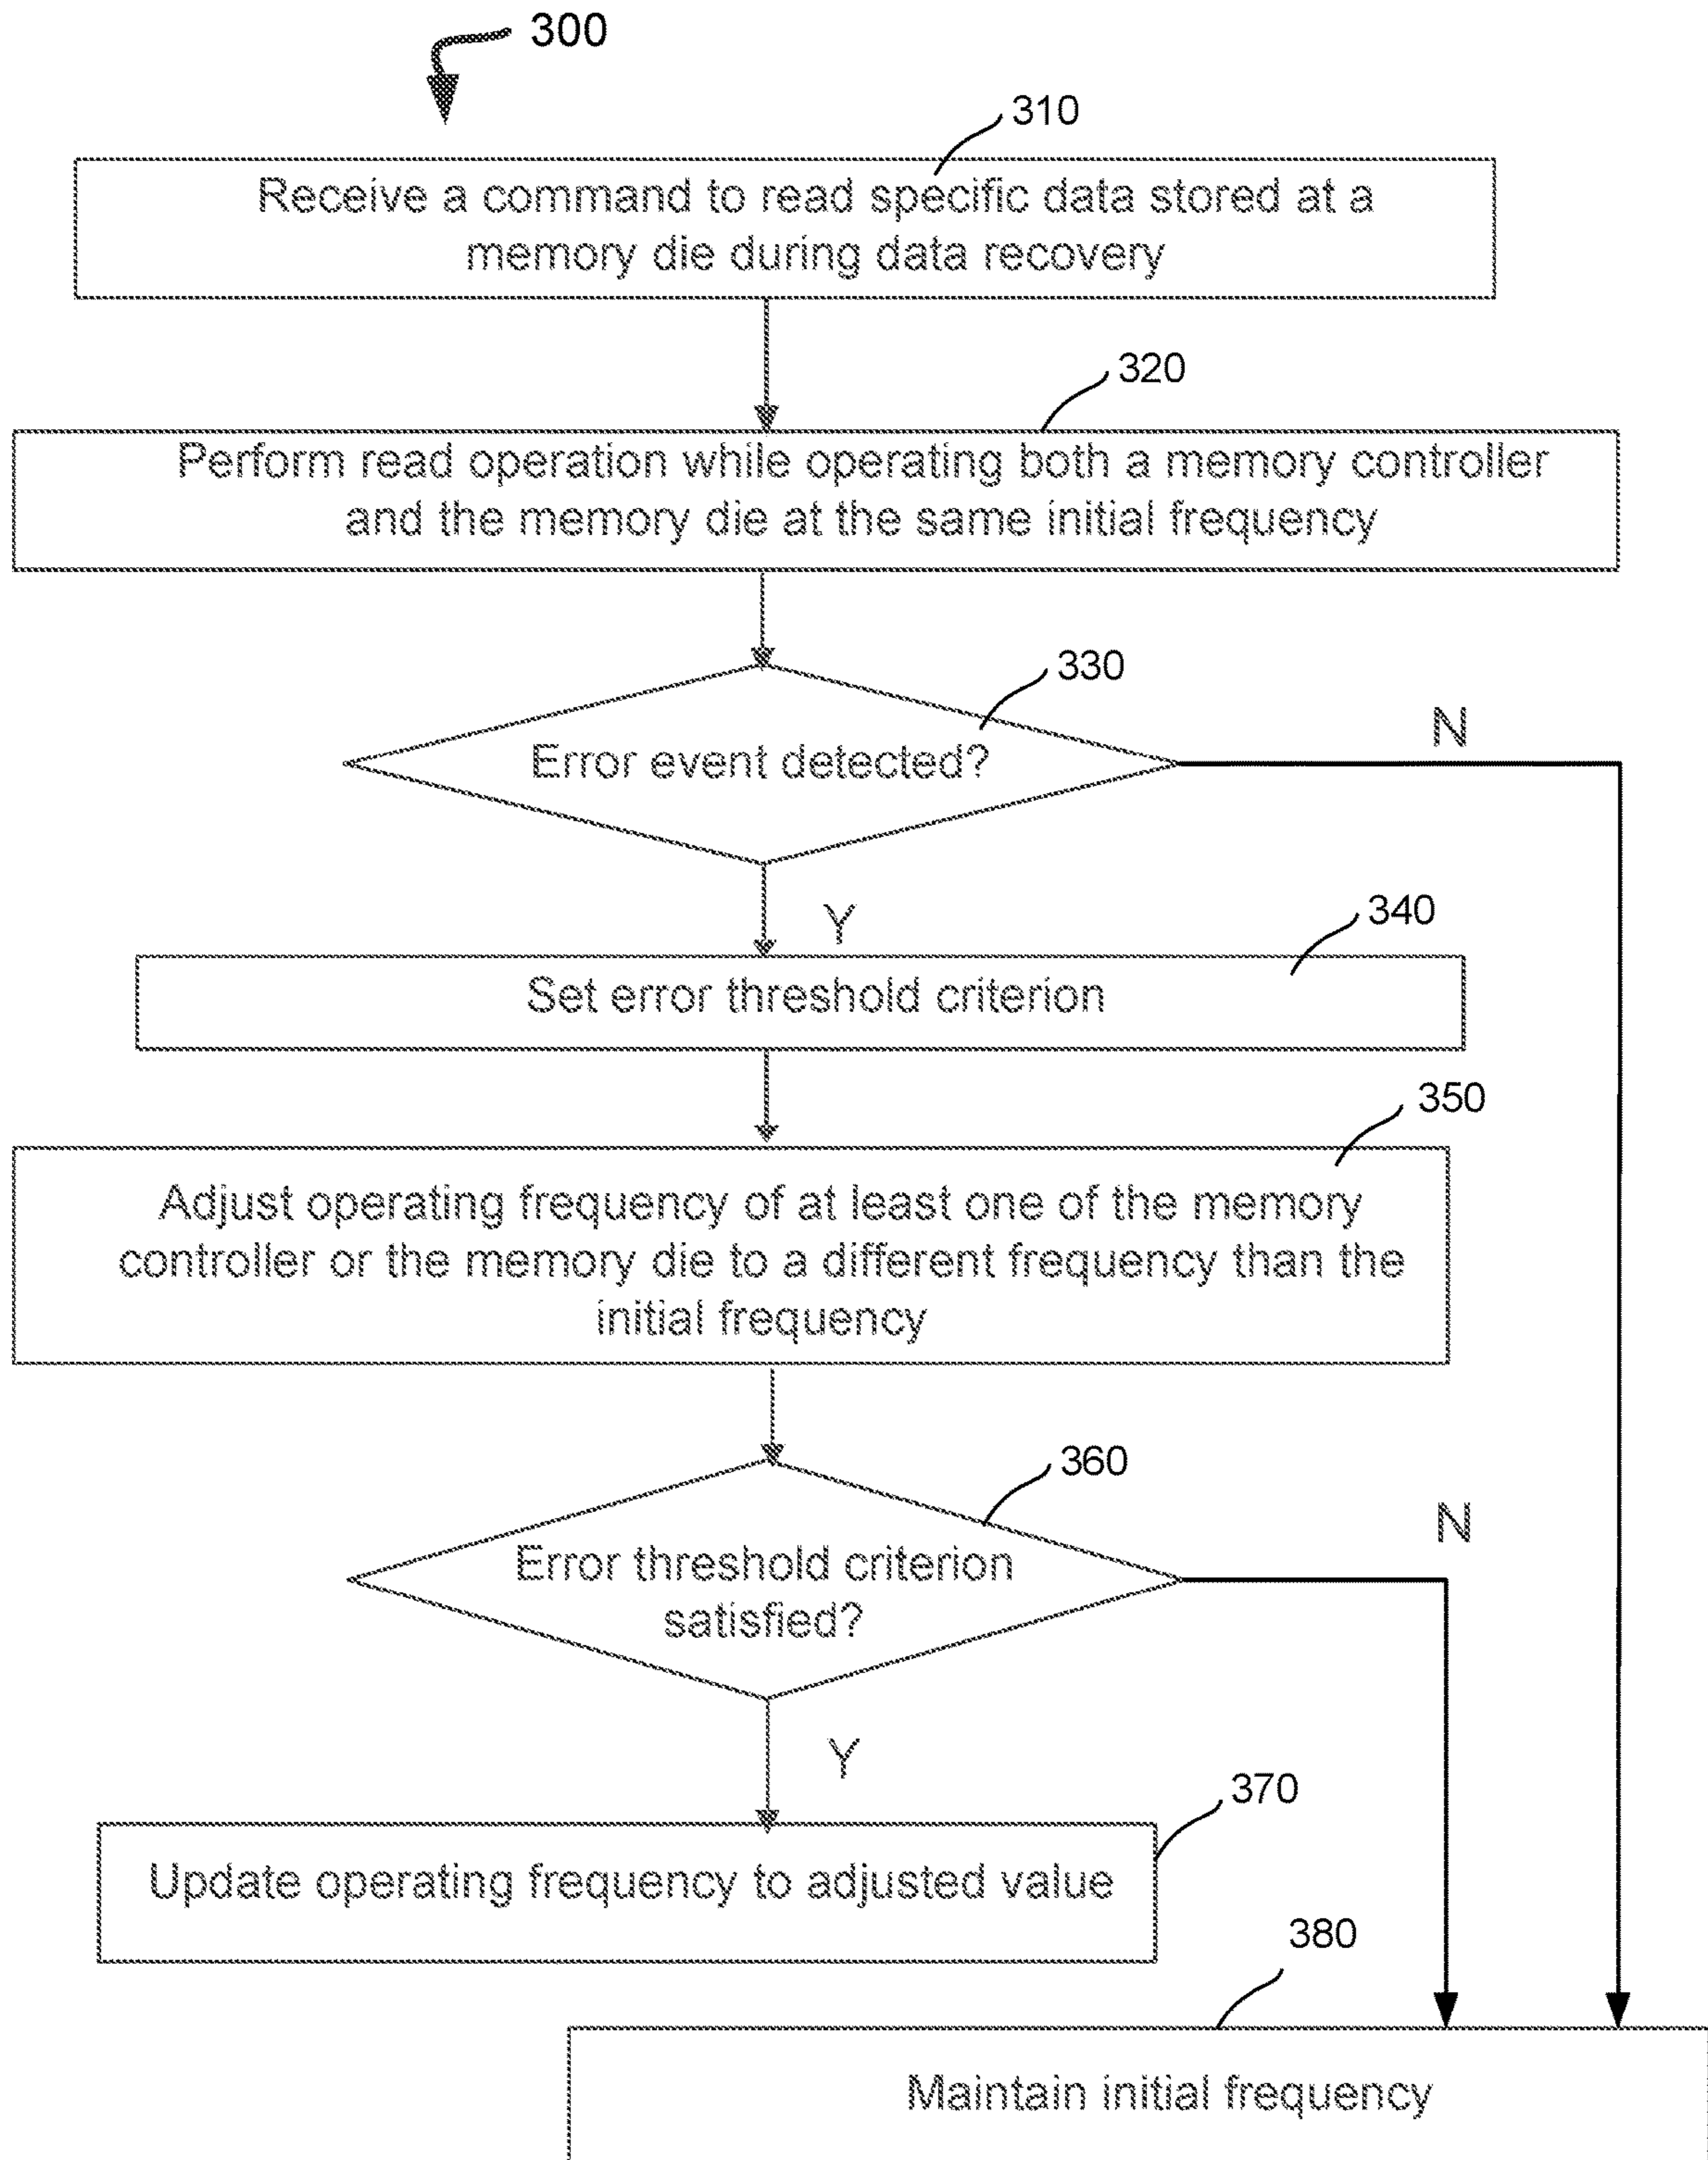 300
310
Receive a command to read specific data stored at a
memory die during data recovery
320
Perform read operation while operating both a memory controller
and the memory die at the same initial frequency
330
Error event detected?
N
Y
340
Set error threshold criterion
350
Adjust operating frequency of at least one of the memory
controller or the memory die to a different frequency than the
initial frequency
360
Error threshold criterion
satisfied?
N
Y
370
Update operating frequency to adjusted value
380
Maintain initial frequency